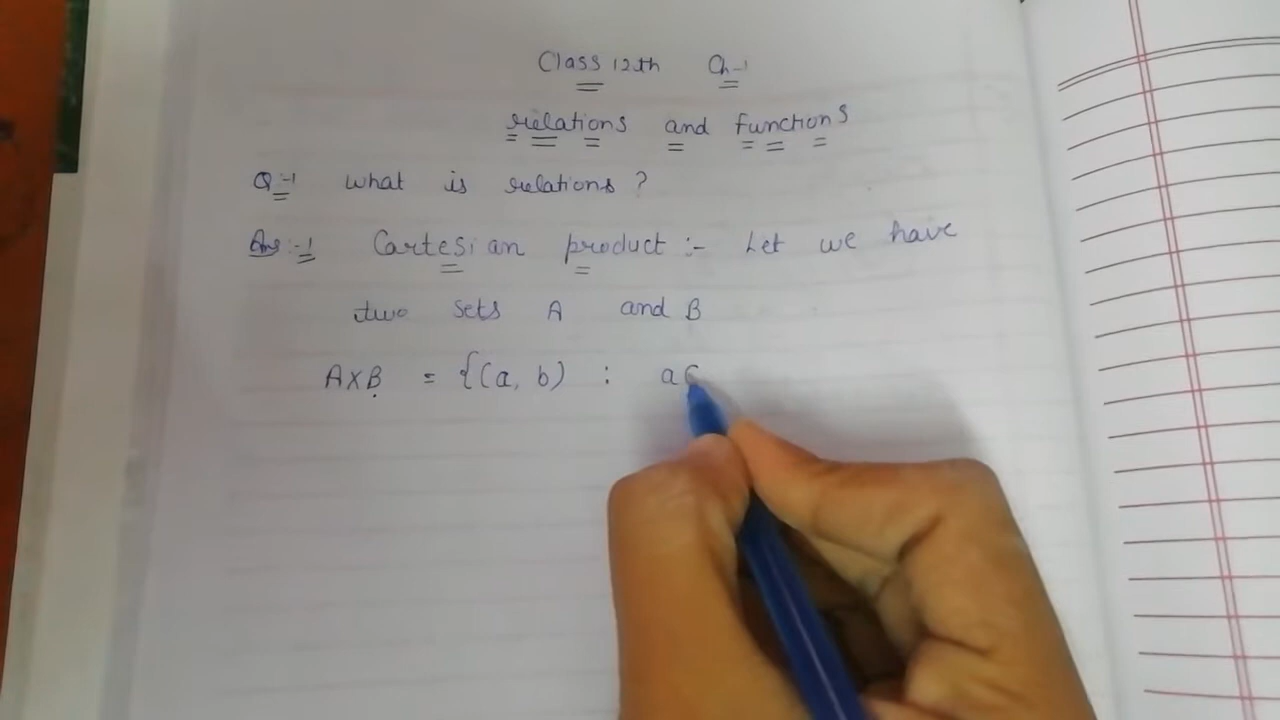 Class 12th Ch-1
relations and functions
Q:-1 What is relations ?
Ans:-1 Cartesian product :- Let we have
two sets A and B
A×B = {(a, b) : a